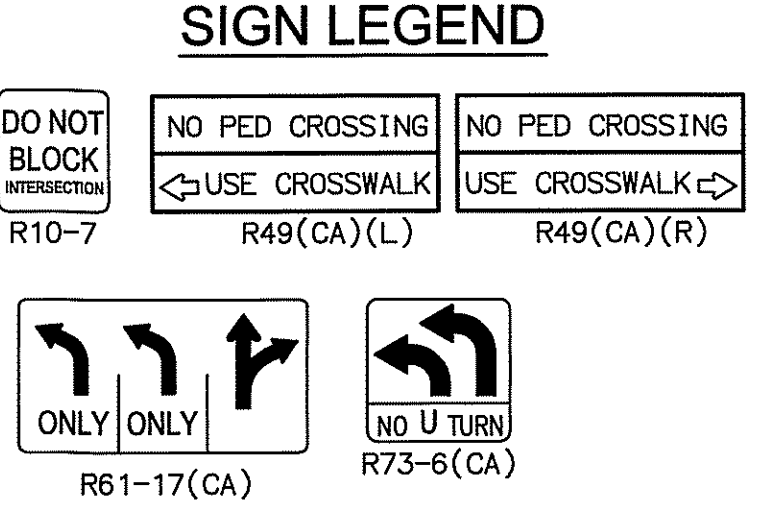 SIGN LEGEND
DO NOT
BLOCK
INTERSECTION
R10-7
NO PED CROSSING
USE CROSSWALK
R49(CA)(L)
NO PED CROSSING
USE CROSSWALK
R49(CA)(R)
ONLY ONLY
R61-17(CA)
NO U TURN
R73-6(CA)